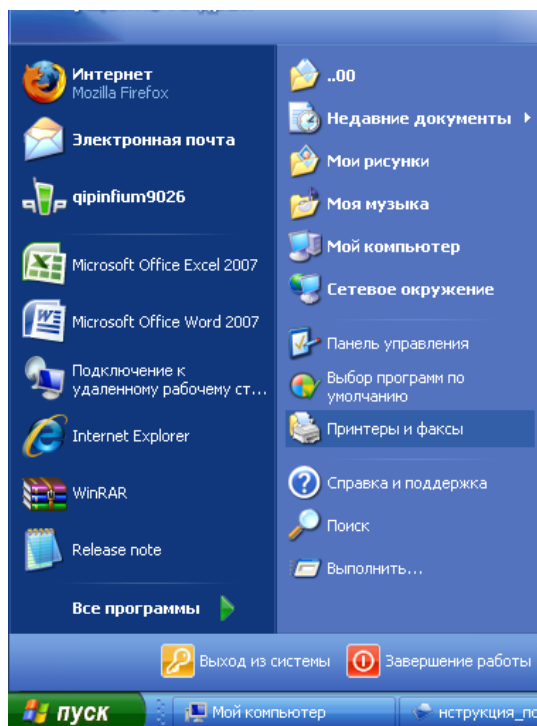 Интернет
Mozilla Firefox
Электронная почта
qipinfium9026
Microsoft Office Excel 2007
Microsoft Office Word 2007
Подключение к
удаленному рабочему ст...
Internet Explorer
WinRAR
Release note
Все программы
..00
Недавние документы
Мои рисунки
Моя музыка
Мой компьютер
Сетевое окружение
Панель управления
Выбор программ по
умолчанию
Принтеры и факсы
Справка и поддержка
Поиск
Выполнить...
Выход из системы
Завершение работы
пуск
Мой компьютер
нструкция_по